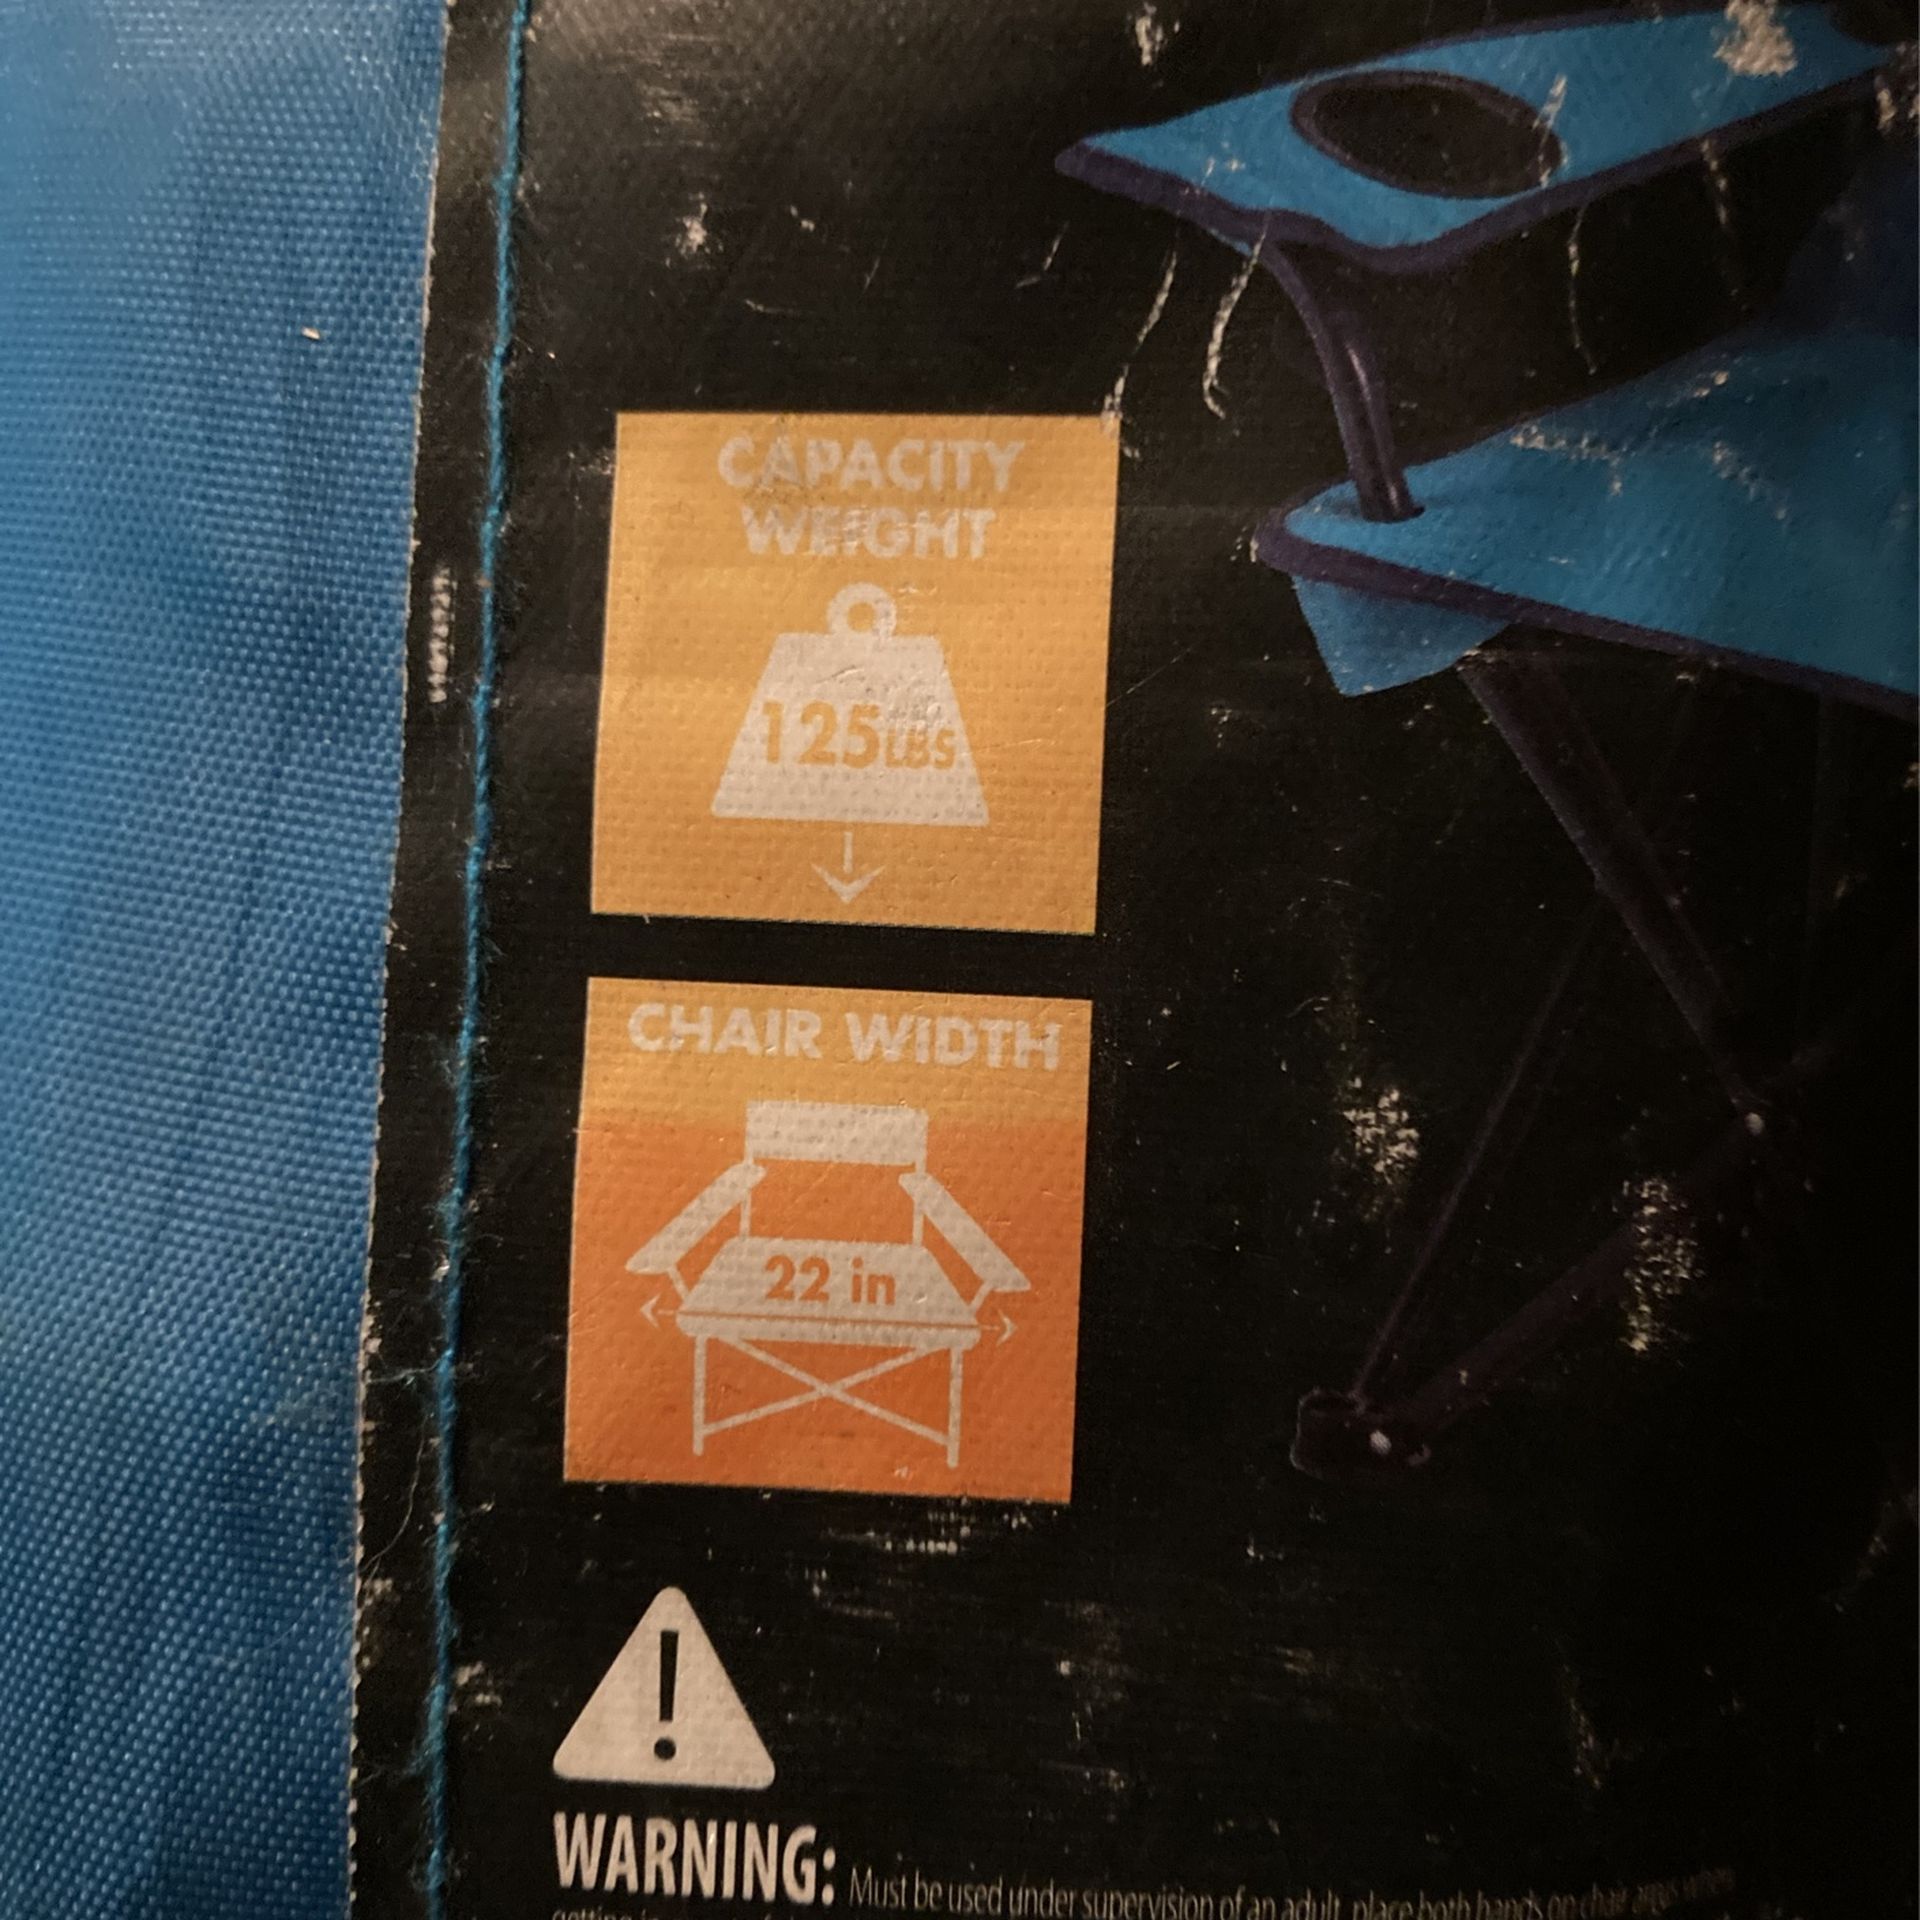 CAPACITY
WEIGHT
125LBS
CHAIR WIDTH
22 in
WARNING: Must be used under supervision of an adult, place both hands on chair arms when
getting